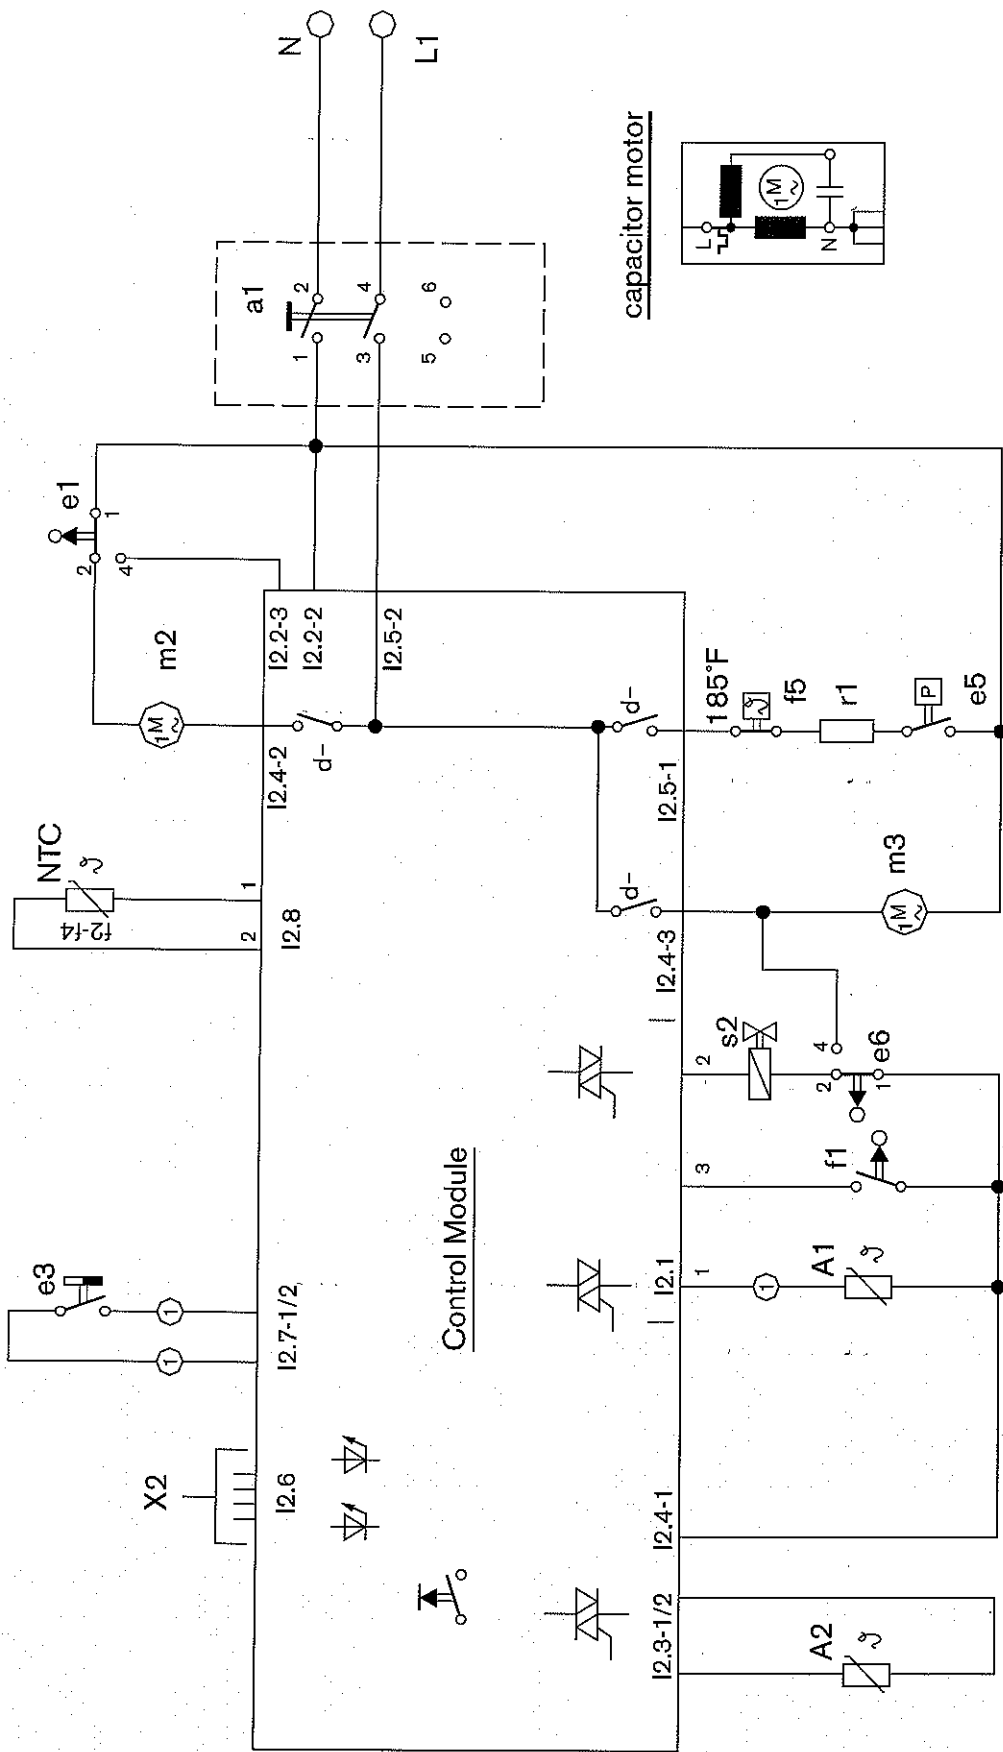 N
L1
a1
1
2
3
4
5
6
capacitor motor
L
1M
N
e1
1
2
4
m2
1M
I2.2-3
I2.2-2
I2.5-2
I2.4-2
d-
NTC
f2-f4
1
2
I2.8
185°F
f5
r1
P
e5
d-
I2.5-1
d-
I2.4-3
m3
1M
s2
2
4
2
1
e6
f1
3
Control Module
e3
1
1
I2.7-1/2
I2.1
1
1
A1
X2
I2.6
I2.4-1
I2.3-1/2
A2